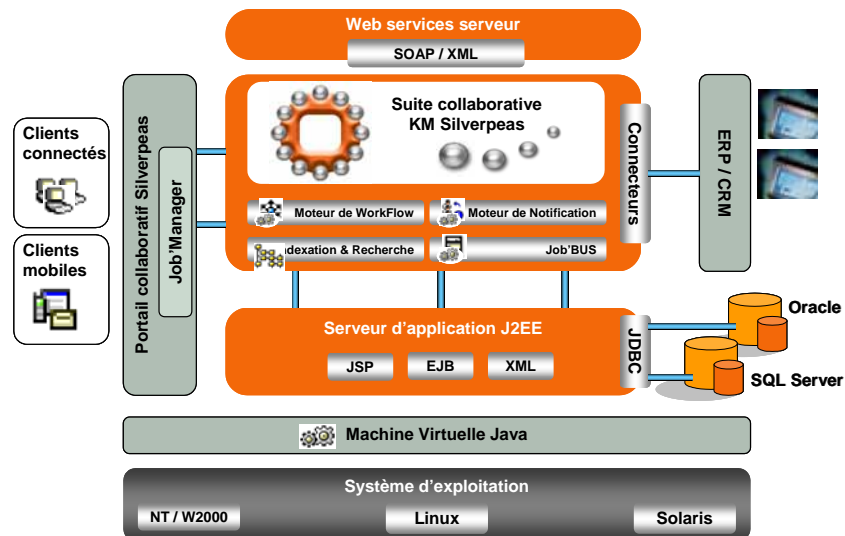 Web services serveur
SOAP / XML
Clients
connectés
Clients
mobiles
Portail collaboratif Silverpeas
Job'Manager
Suite collaborative
KM Silverpeas
Moteur de WorkFlow
Moteur de Notification
ndexation & Recherche
Job'BUS
Connecteurs
ERP / CRM
Serveur d'application J2EE
JSP
EJB
XML
JDBC
Oracle
SQL Server
Machine Virtuelle Java
Système d'exploitation
NT / W2000
Linux
Solaris